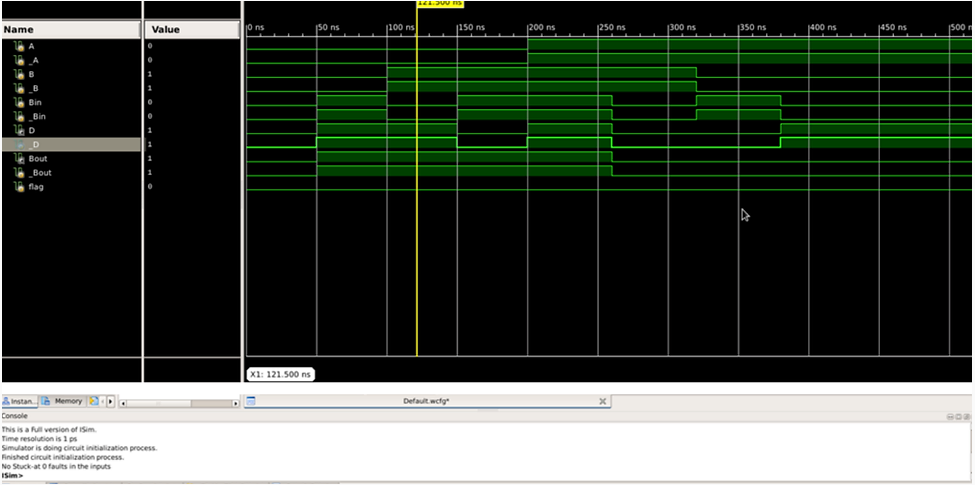 121.500 ns
Name Value 0 ns 50 ns 100 ns 150 ns 200 ns 250 ns 300 ns 350 ns 400 ns 450 ns 500 n
A 0
_A 0
B 1
_B 1
Bin 0
_Bin 0
D 1
_D 1
Bout 1
_Bout 1
flag 0
X1: 121.500 ns
Instan... Memory Default.wcfg*
Console
This is a Full version of ISim.
Time resolution is 1 ps
Simulator is doing circuit initialization process.
Finished circuit initialization process.
No Stuck-at 0 faults in the inputs
ISim>